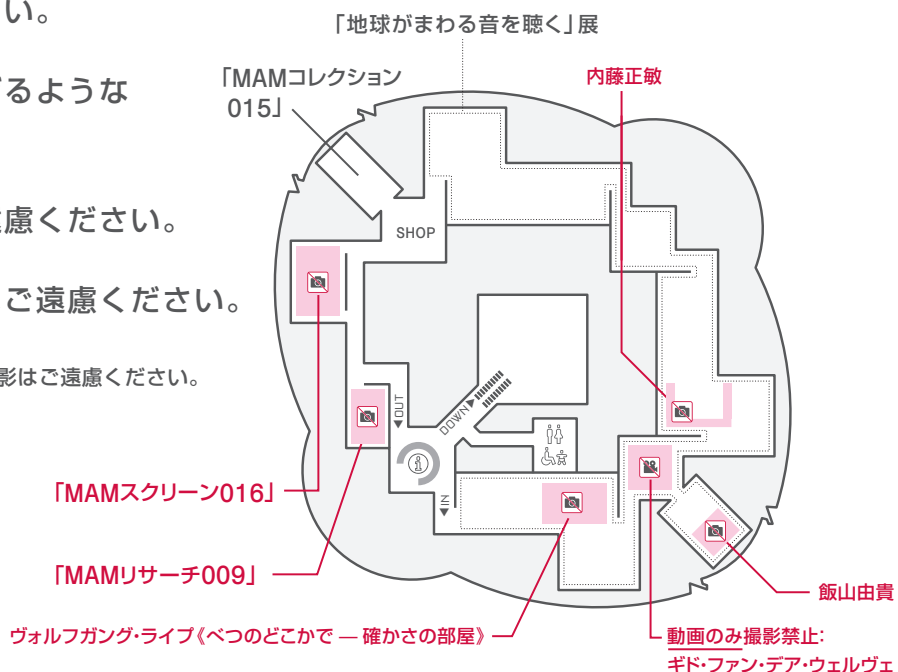 い。
「地球がまわる音を聴く」展
「MAMコレクション
015」
内藤正敏
るような
慮ください。
SHOP
ご遠慮ください。
影はご遠慮ください。
OUT
DOWN
IN
「MAMスクリーン016」
「MAMリサーチ009」
飯山由貴
ヴォルフガング・ライプ《べつのどこかで — 確かさの部屋》
動画のみ撮影禁止：
ギド・ファン・デア・ウェルヴェ